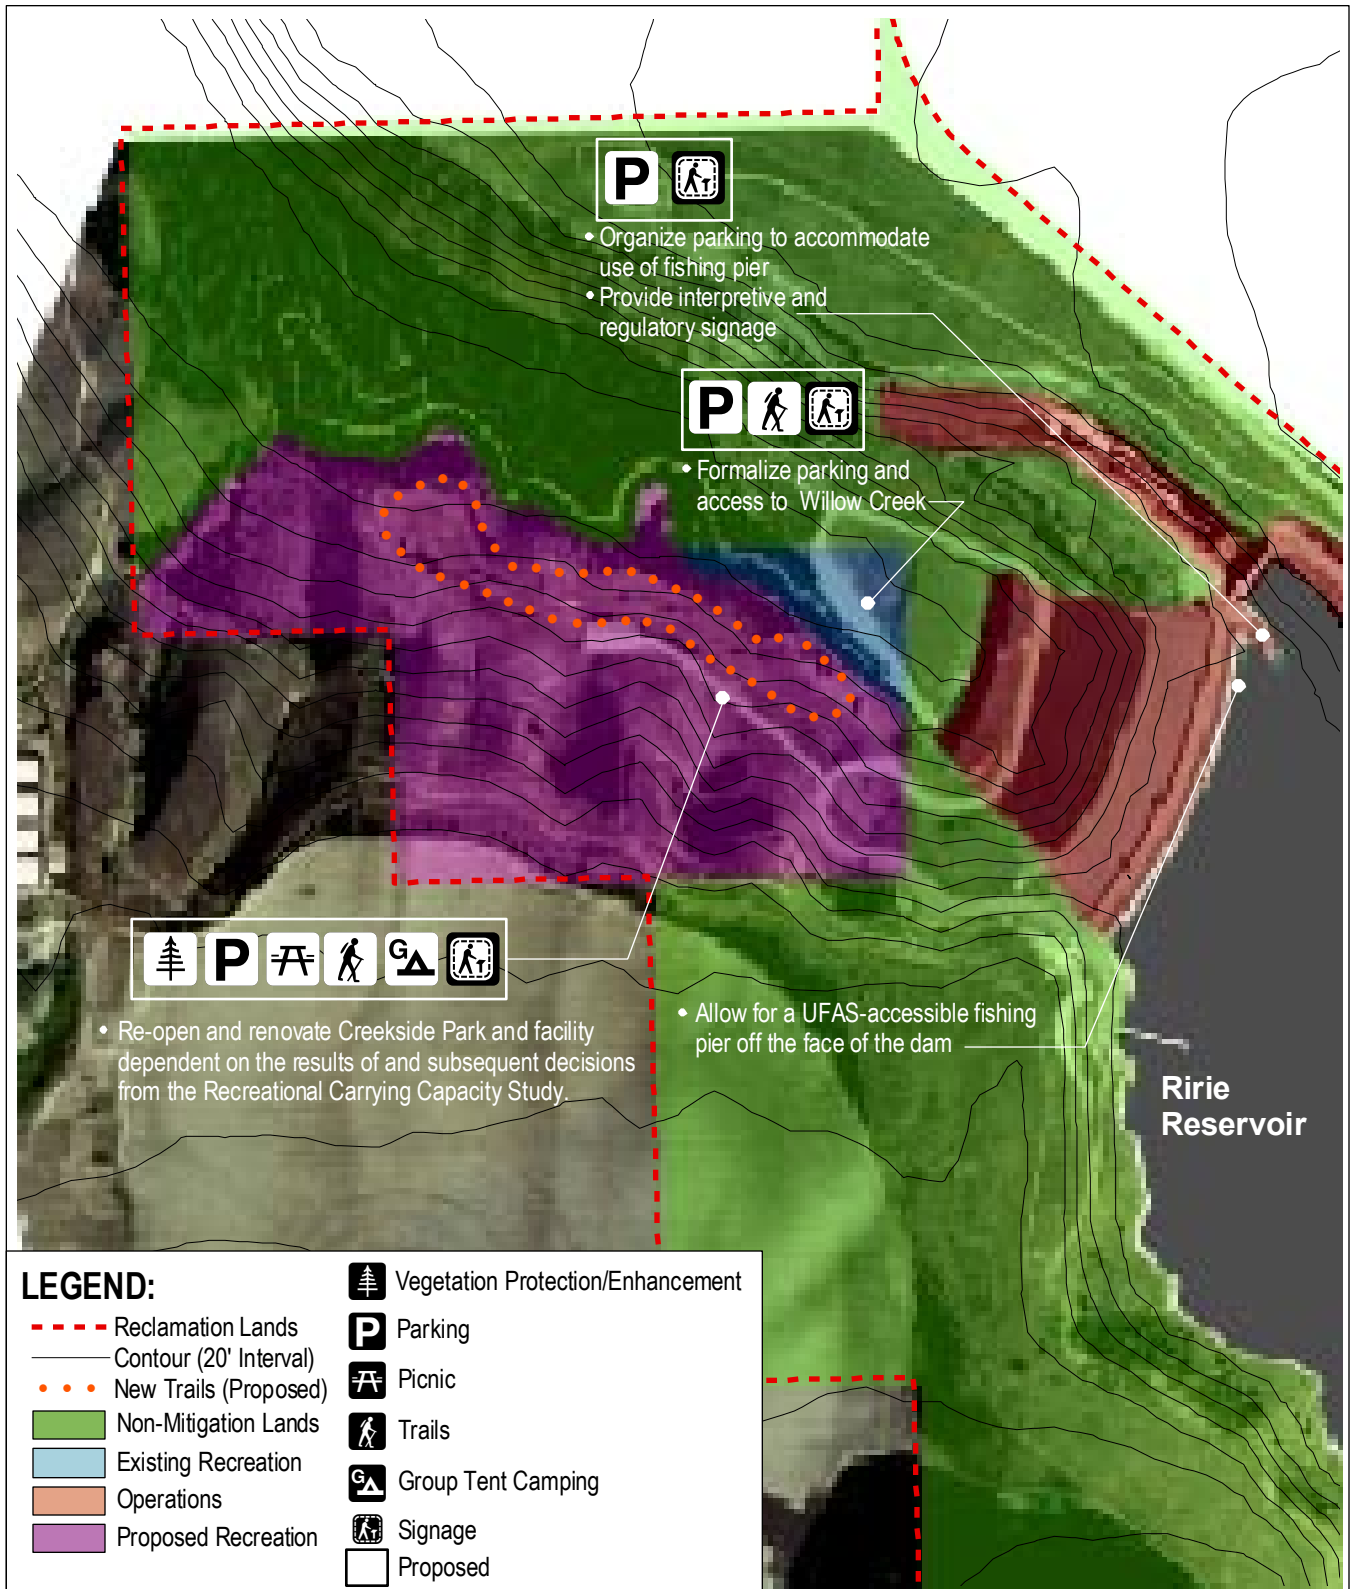 P
• Organize parking to accommodate
use of fishing pier
• Provide interpretive and
regulatory signage
P
• Formalize parking and
access to Willow Creek
P G
• Re-open and renovate Creekside Park and facility
dependent on the results of and subsequent decisions
from the Recreational Carrying Capacity Study.
• Allow for a UFAS-accessible fishing
pier off the face of the dam
Ririe
Reservoir
LEGEND:
Reclamation Lands
Contour (20' Interval)
New Trails (Proposed)
Non-Mitigation Lands
Existing Recreation
Operations
Proposed Recreation
Vegetation Protection/Enhancement
P Parking
Picnic
Trails
G Group Tent Camping
Signage
Proposed